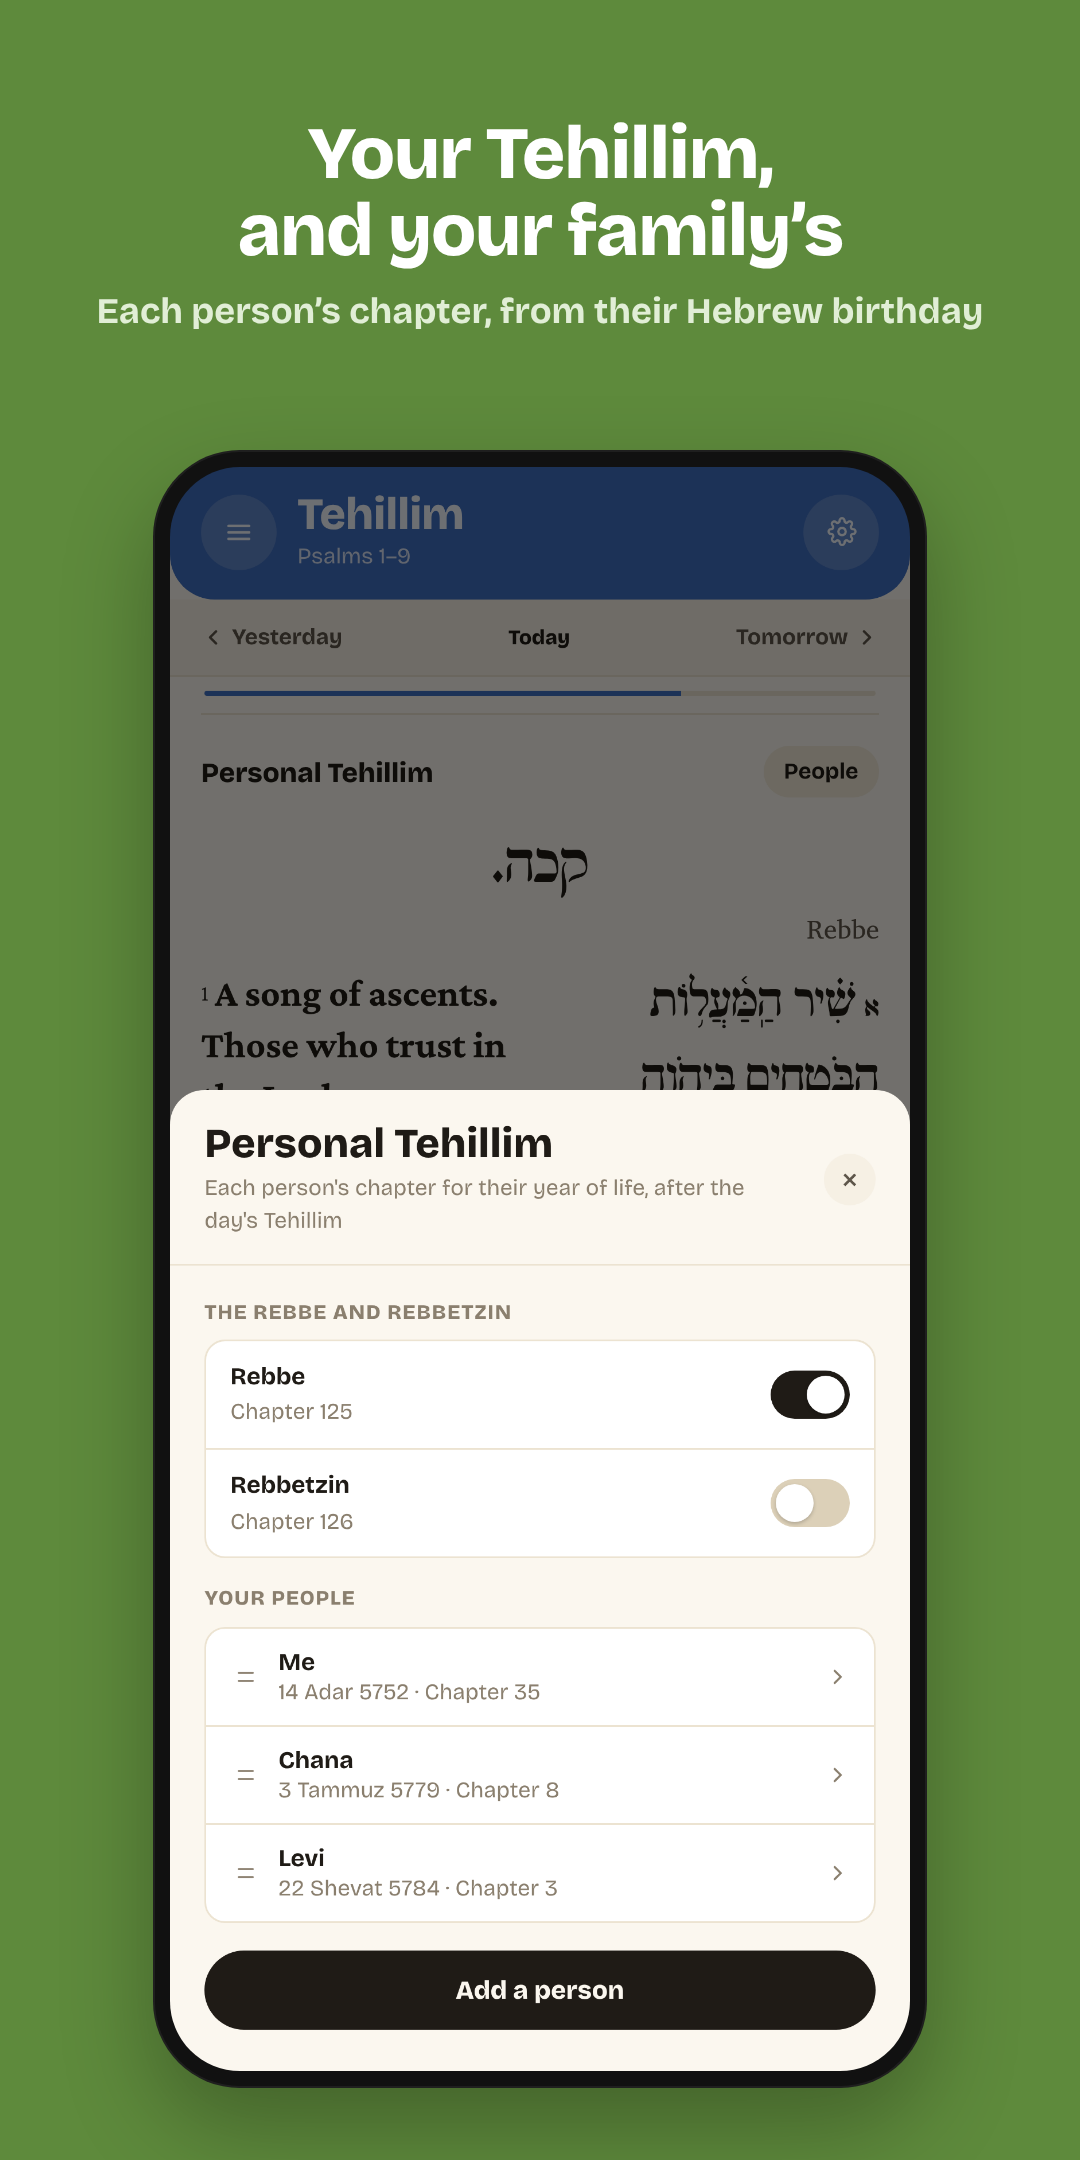 Your Tehillim,
and your family’s
Each person’s chapter, from their Hebrew birthday
Tehillim
Psalms 1–9
Yesterday
Today
Tomorrow
Personal Tehillim
People
קכה.
Rebbe
1 A song of ascents.
Those who trust in
א שִׁ֗יר הַֽמַּ֫עֲל֥וֹת
הַבֹּטְחִ֥ים בַּיהוָ֑ה
Personal Tehillim
Each person's chapter for their year of life, after the
day's Tehillim
THE REBBE AND REBBETZIN
Rebbe
Chapter 125
Rebbetzin
Chapter 126
YOUR PEOPLE
Me
14 Adar 5752 · Chapter 35
Chana
3 Tammuz 5779 · Chapter 8
Levi
22 Shevat 5784 · Chapter 3
Add a person